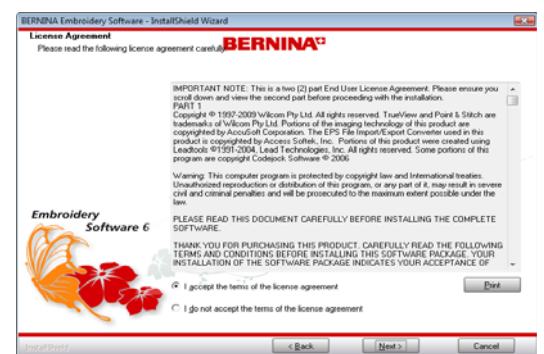 BERNINA Embroidery Software - InstallShield Wizard
License Agreement
Please read the following license agreement carefully.
BERNINA
IMPORTANT NOTE: This is a two (2) part End User License Agreement. Please ensure you
scroll down and view the second part before proceeding with the installation.
PART 1
Copyright © 1997-2009 Wilcom Pty Ltd. All rights reserved. TrueView and Point & Stitch are
trademarks of Wilcom Pty Ltd. Portions of the imaging technology of this product are
copyrighted by AccuSoft Corporation. The EPS File Import/Export Converter used in this
product is copyrighted by Access Softek, Inc. Portions of this product were created using
Leadtools ©1991-2004, Lead Technologies, Inc. All rights reserved. Some portions of this
program are copyright Codejock Software © 2006
Warning: This computer program is protected by copyright law and International treaties.
Unauthorized reproduction or distribution of this program, or any part of it, may result in severe
civil and criminal penalties and will be prosecuted to the maximum extent possible under the
law.
PLEASE READ THIS DOCUMENT CAREFULLY BEFORE INSTALLING THE COMPLETE
SOFTWARE.
THANK YOU FOR PURCHASING THIS PRODUCT. CAREFULLY READ THE FOLLOWING
TERMS AND CONDITIONS BEFORE INSTALLING THIS SOFTWARE PACKAGE. YOUR
INSTALLATION OF THE SOFTWARE PACKAGE INDICATES YOUR ACCEPTANCE OF
Embroidery
Software 6
I accept the terms of the license agreement
Print
I do not accept the terms of the license agreement
InstallShield
< Back
Next >
Cancel